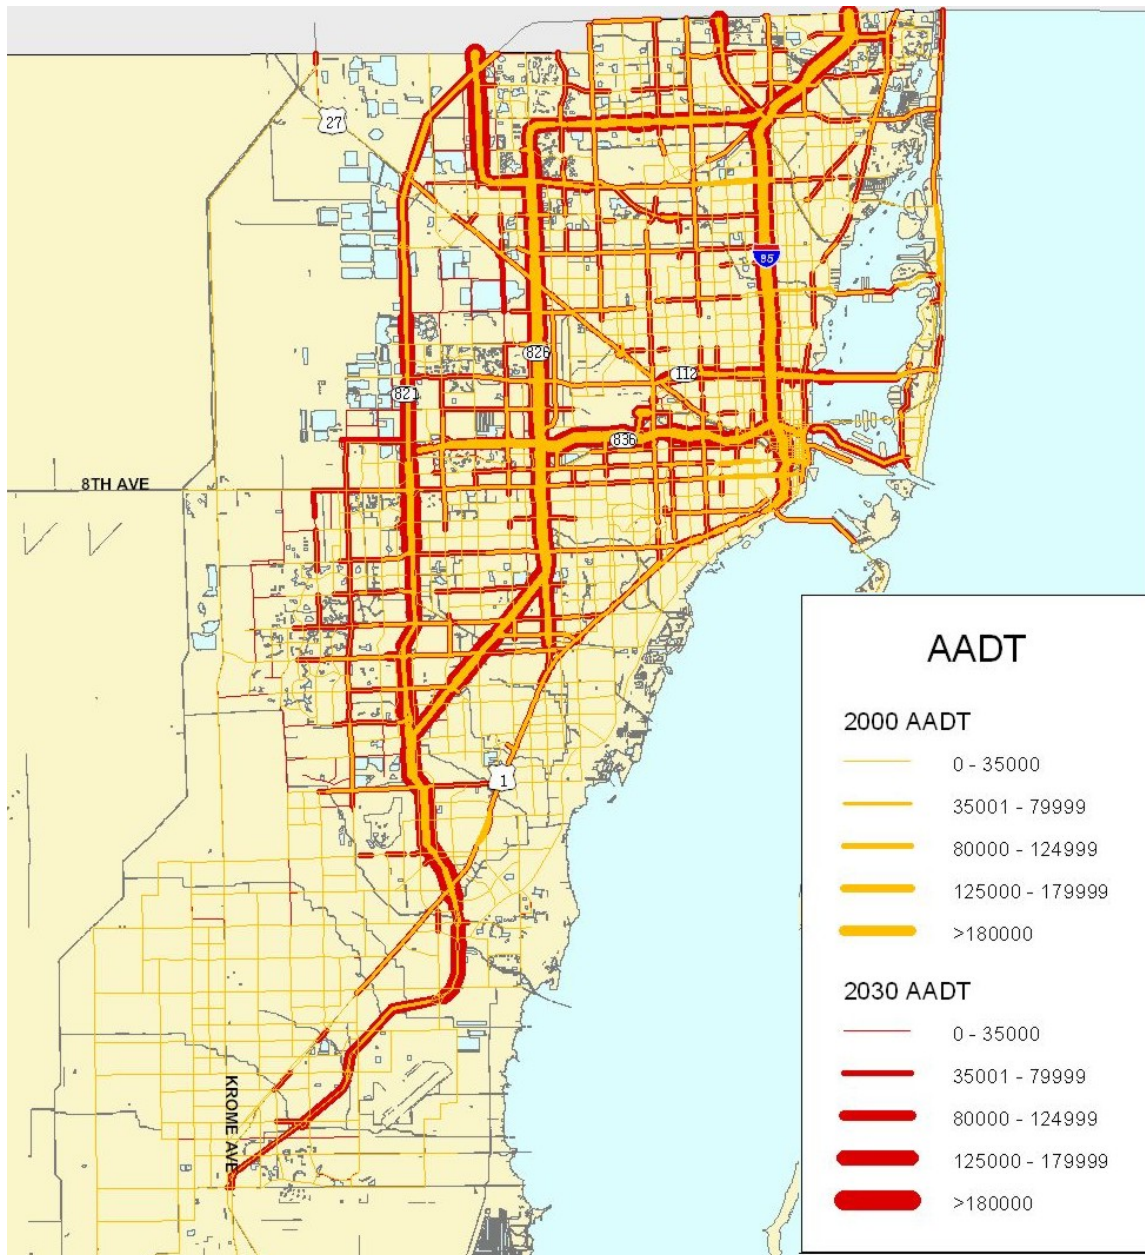 27
95
826
112
821
836
8TH AVE
1
KROME AVE
AADT
2000 AADT
0 - 35000
35001 - 79999
80000 - 124999
125000 - 179999
>180000
2030 AADT
0 - 35000
35001 - 79999
80000 - 124999
125000 - 179999
>180000